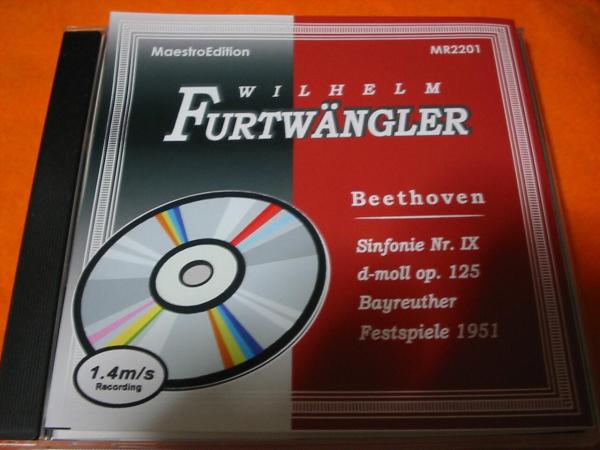 MaestroEdition
MR2201
WILHELM
FURTWÄNGLER
Beethoven
Sinfonie Nr. IX
d-moll op. 125
Bayreuther
Festspiele 1951
1.4m/s
Recording